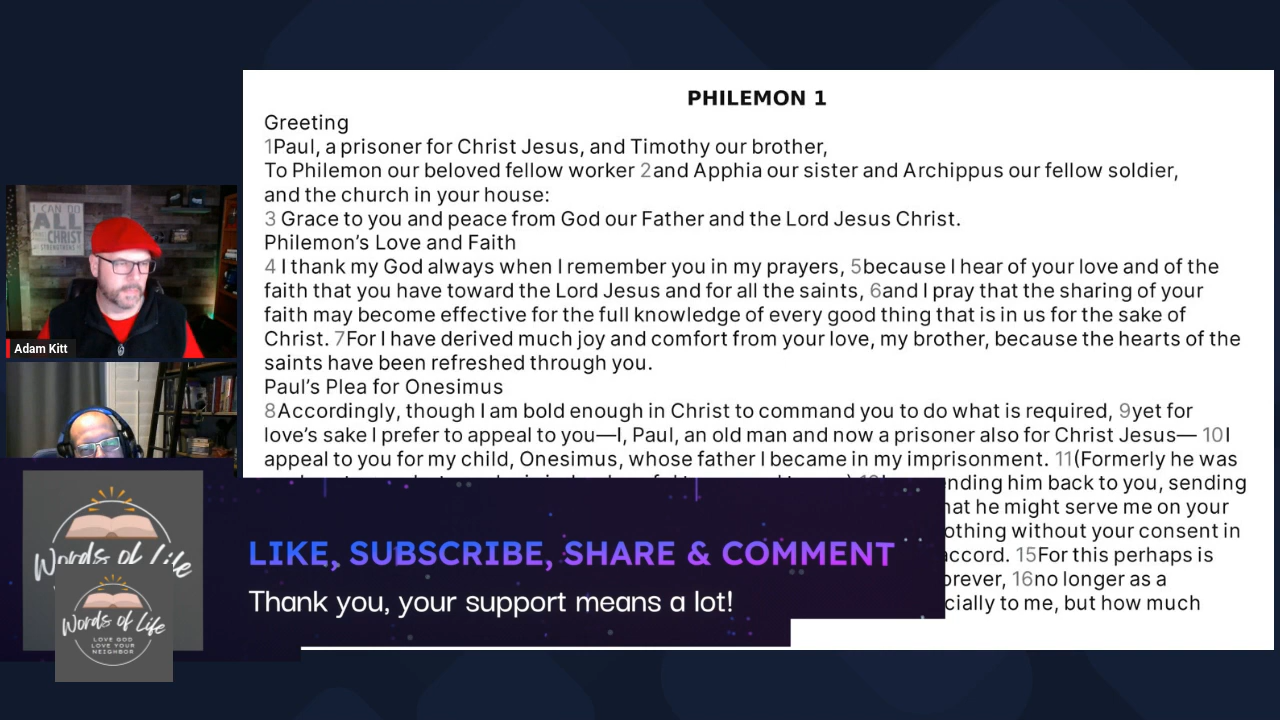 PHILEMON 1
Greeting
1Paul, a prisoner for Christ Jesus, and Timothy our brother,
To Philemon our beloved fellow worker 2and Apphia our sister and Archippus our fellow soldier,
and the church in your house:
3 Grace to you and peace from God our Father and the Lord Jesus Christ.
Philemon's Love and Faith
4 I thank my God always when I remember you in my prayers, 5because I hear of your love and of the
faith that you have toward the Lord Jesus and for all the saints, 6and I pray that the sharing of your
faith may become effective for the full knowledge of every good thing that is in us for the sake of
Christ. 7For I have derived much joy and comfort from your love, my brother, because the hearts of the
saints have been refreshed through you.
Paul's Plea for Onesimus
8Accordingly, though I am bold enough in Christ to command you to do what is required, 9yet for
love's sake I prefer to appeal to you—I, Paul, an old man and now a prisoner also for Christ Jesus— 10I
appeal to you for my child, Onesimus, whose father I became in my imprisonment. 11(Formerly he was
him back to you, sending
he might serve me on your
without your consent in
15For this perhaps is
16no longer as a
to me, but how much
I CAN DO
ALL
CHRIST
STRENGTHENS
Adam Kitt
Words of Life
Words of Life
LOVE GOD
LOVE YOUR
NEIGHBOR
LIKE, SUBSCRIBE, SHARE & COMMENT
Thank you, your support means a lot!